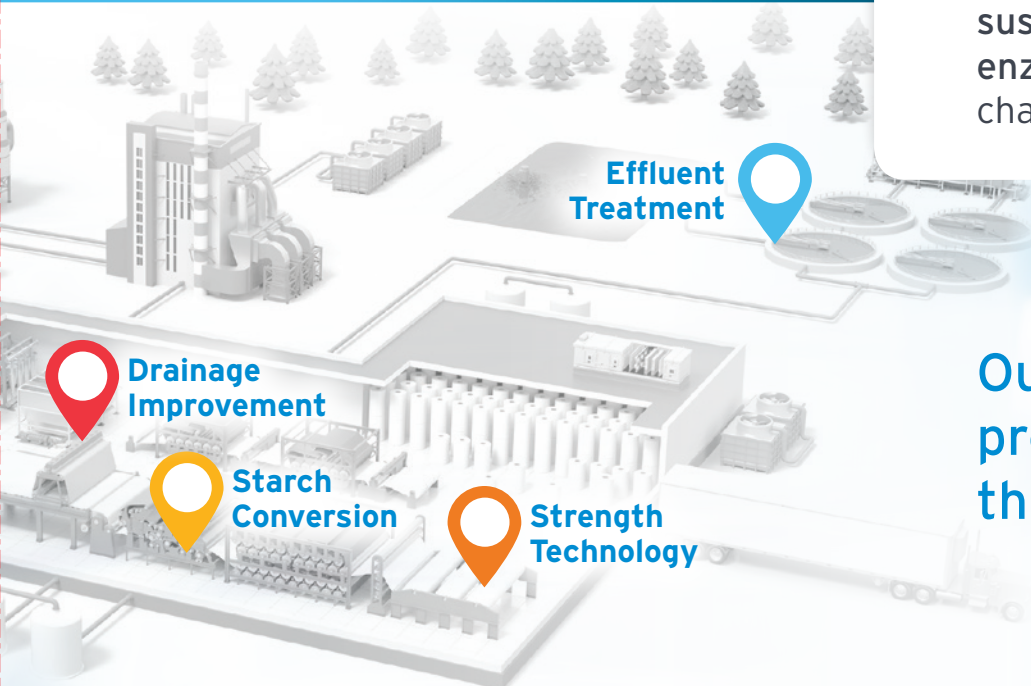 Effluent
Treatment
Drainage
Improvement
Starch
Conversion
Strength
Technology